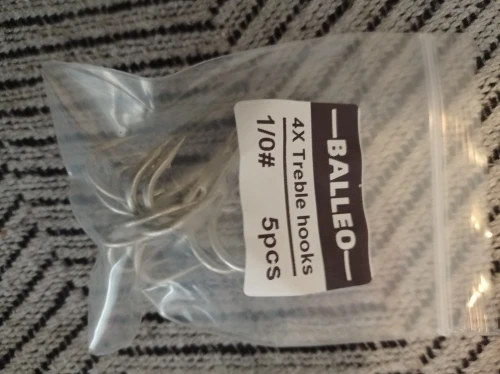 BALLEO
4X Treble hooks
1/0# 5pcs